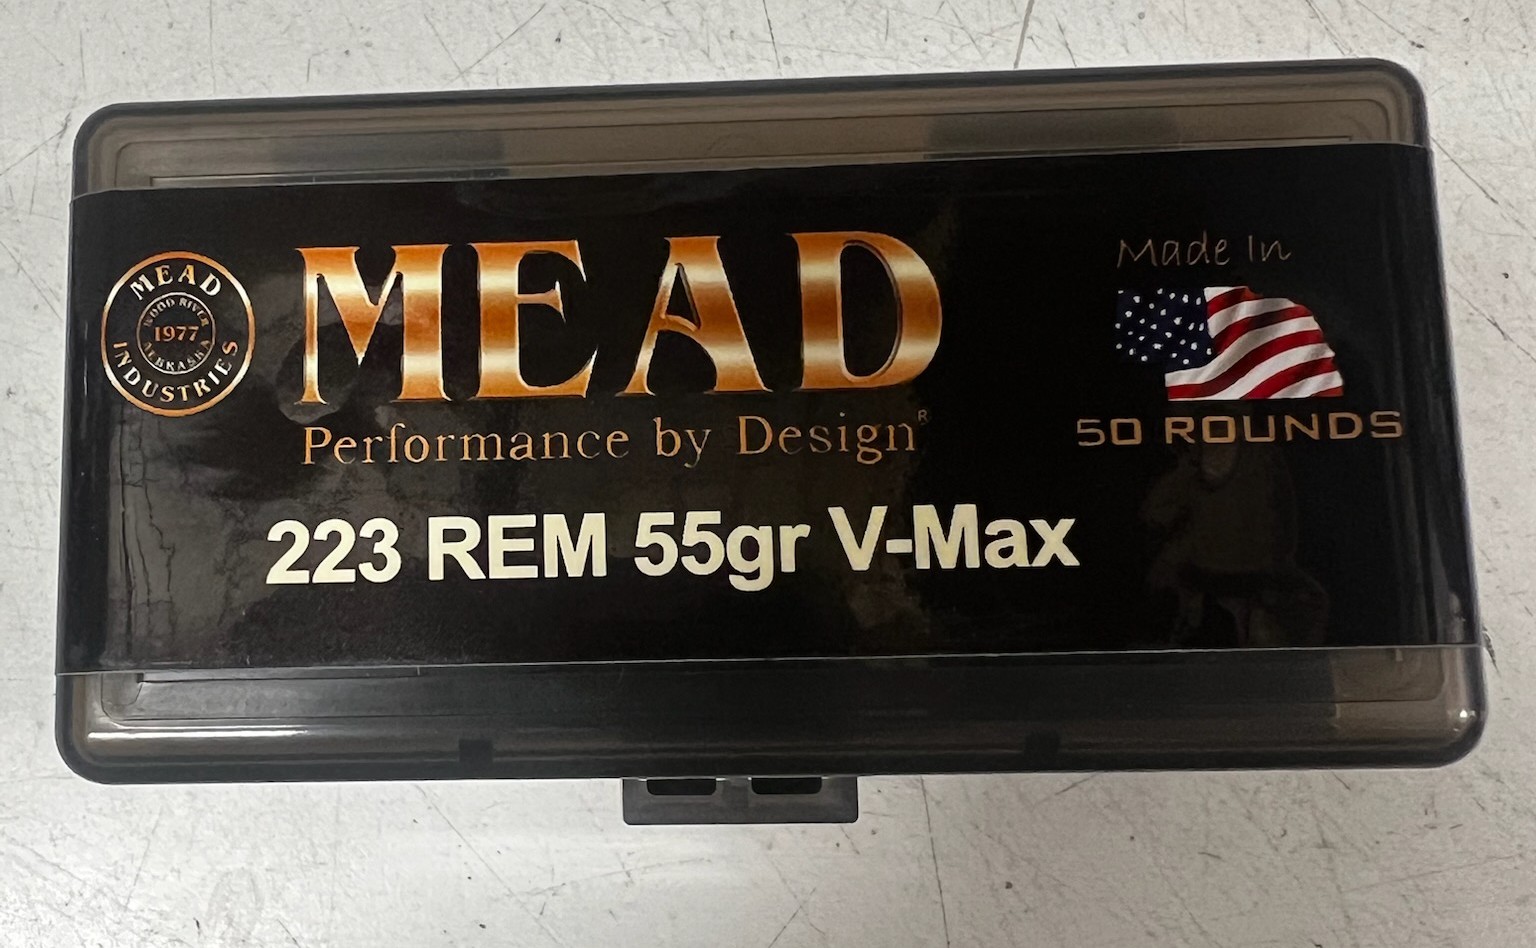 MEAD
WOOD RIVER
1977
NEBRASKA
INDUSTRIES
MEAD
Performance by Design®
223 REM 55gr V-Max
Made In
50 ROUNDS